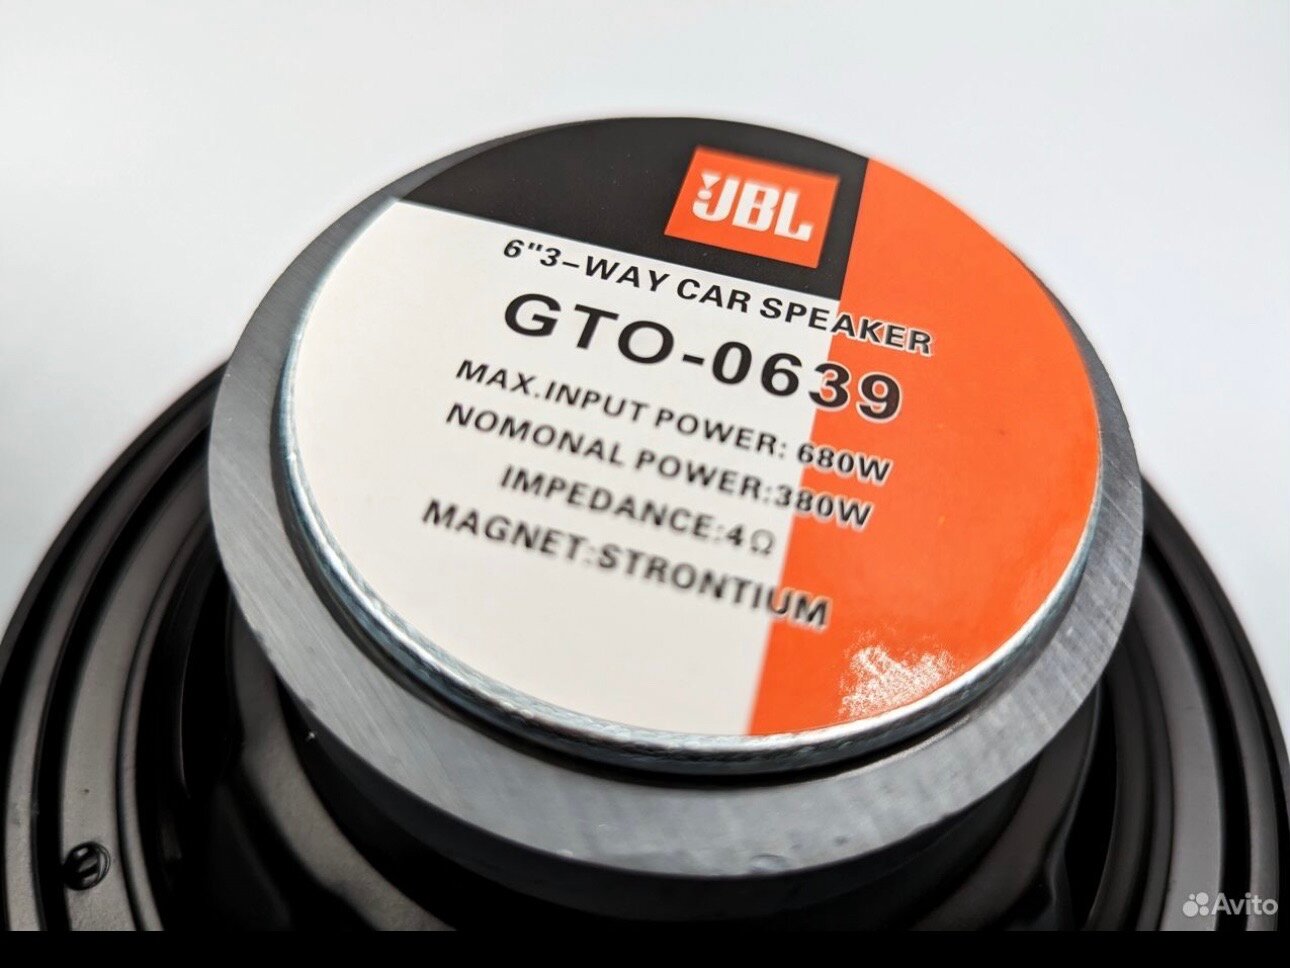 JBL
6"3-WAY CAR SPEAKER
GTO-0639
MAX.INPUT POWER: 680W
NOMONAL POWER:380W
IMPEDANCE:4Ω
MAGNET:STRONTIUM
Avito